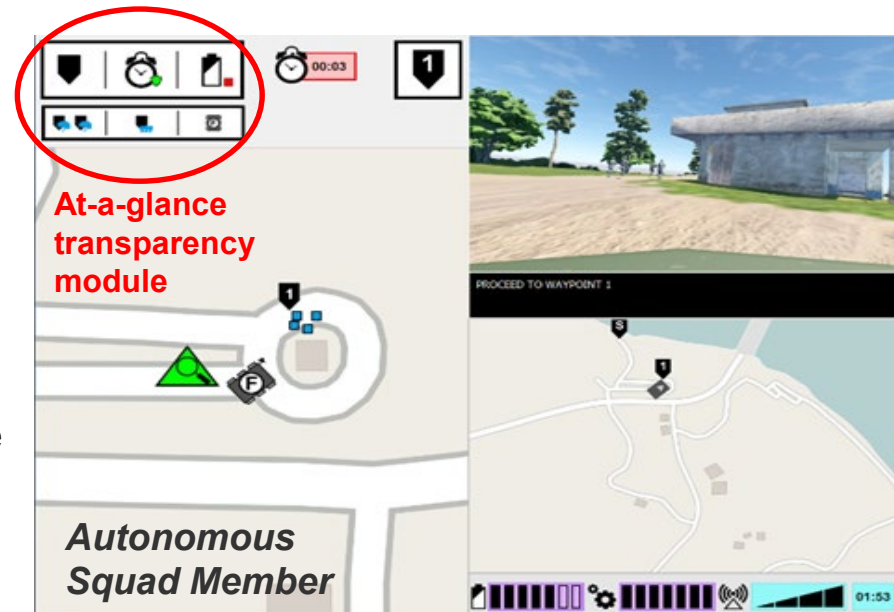 00:03
1
At-a-glance
transparency
module
1
F
e
Autonomous
Squad Member
PROCEED TO WAYPOINT 1
S
1
01:53